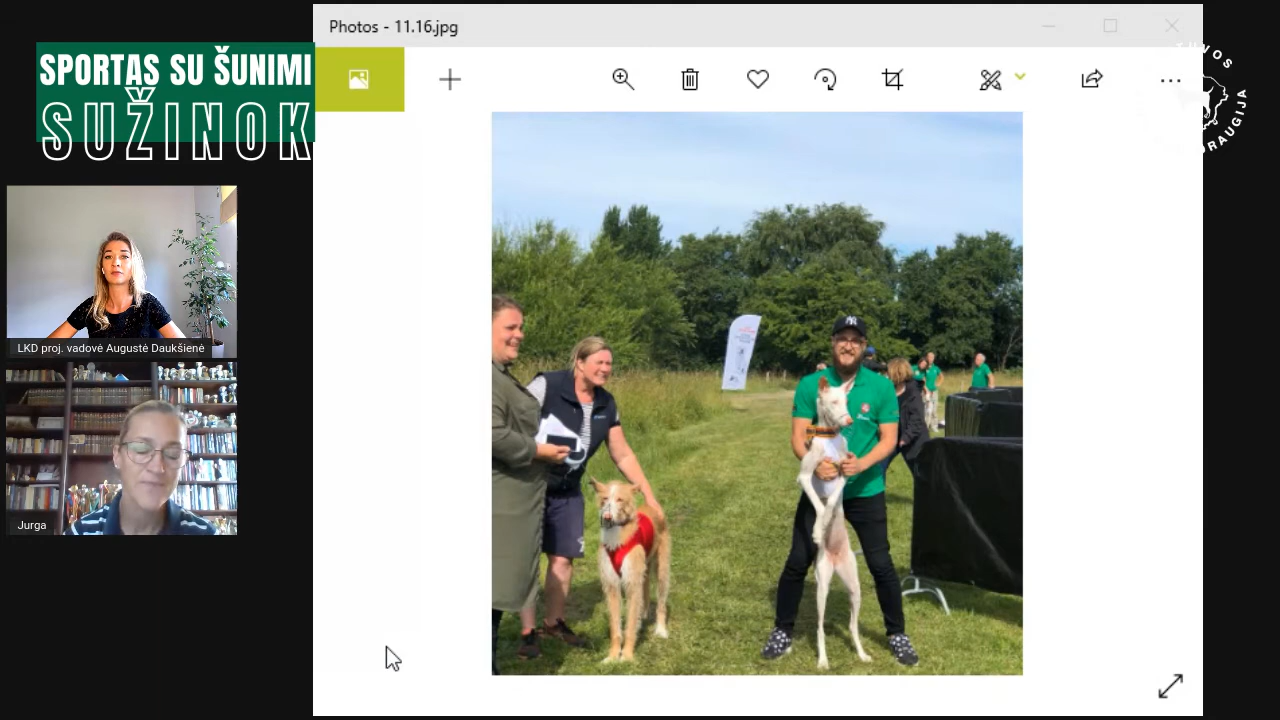 Photos - 11.16.jpg
SPORTAS SU ŠUNIMI
SUŽINOK
LKD proj. vadovė Augustė Daukšienė
Jurga